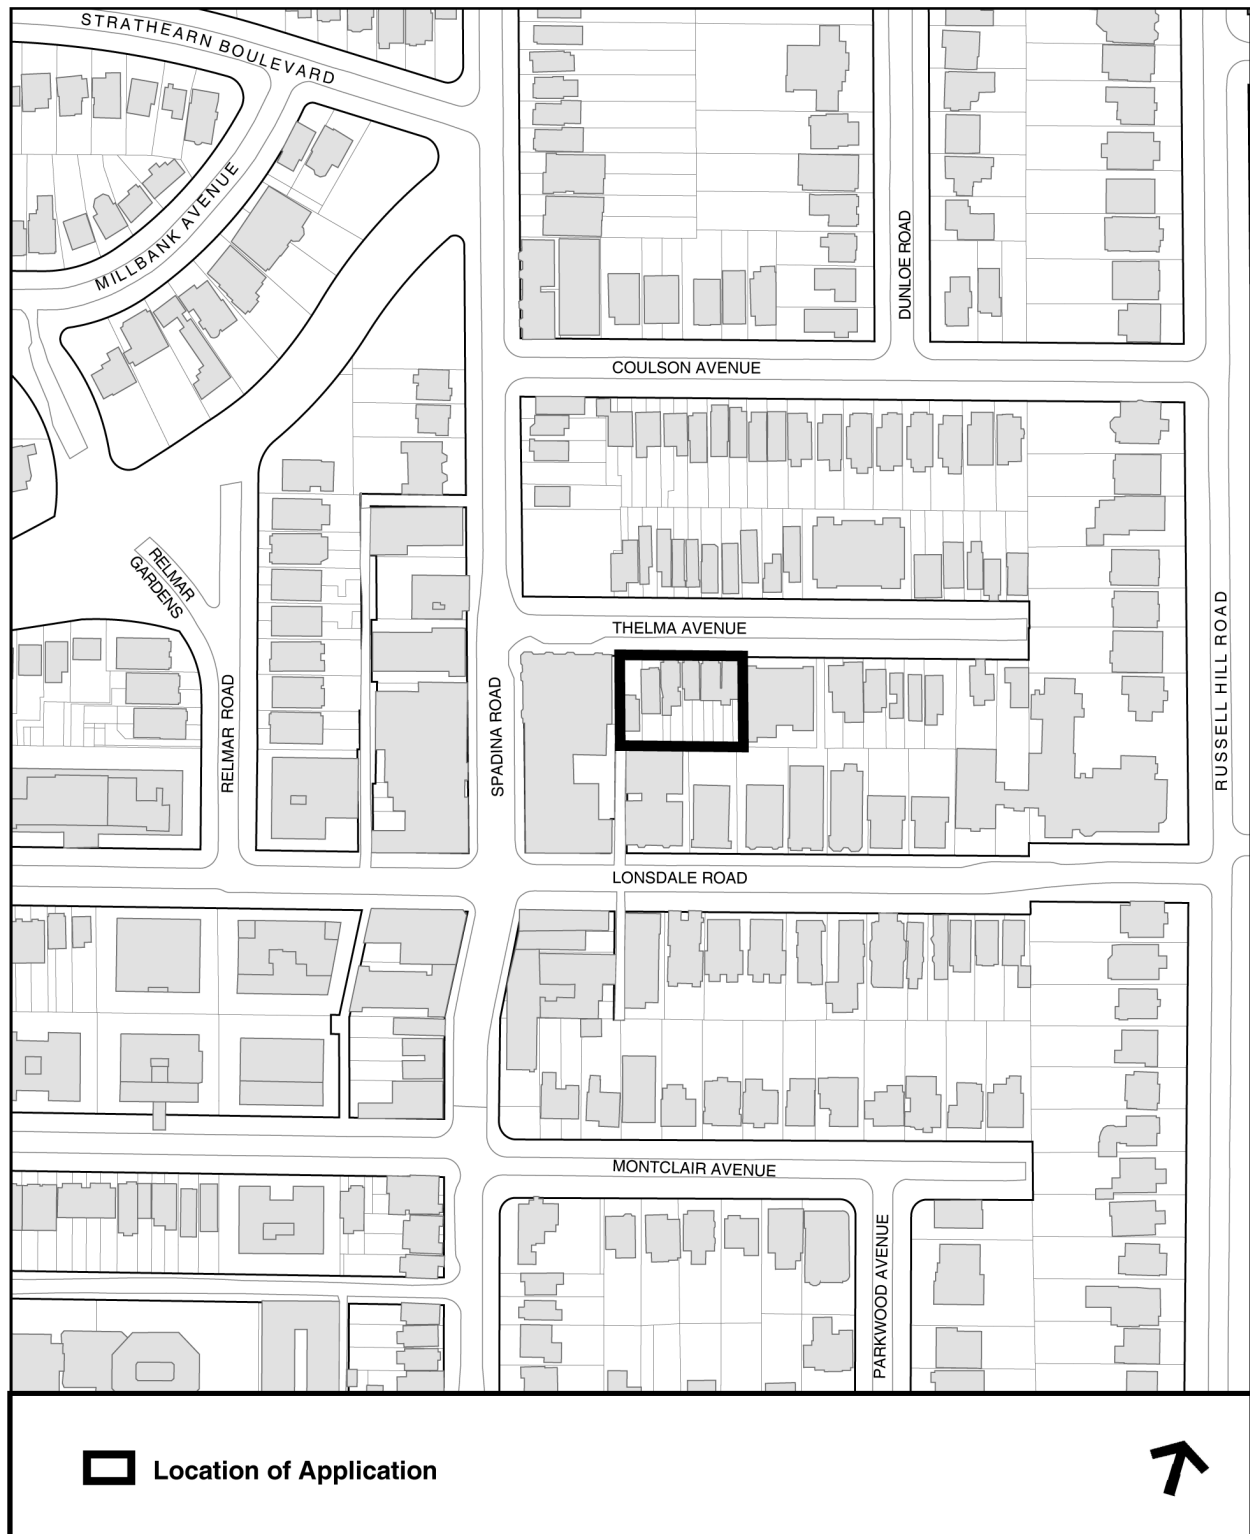 STRATHEARN BOULEVARD
MILLBANK AVENUE
DUNLOE ROAD
COULSON AVENUE
RELMAR
GARDENS
THELMA AVENUE
RELMAR ROAD
SPADINA ROAD
RUSSELL HILL ROAD
LONSDALE ROAD
MONTCLAIR AVENUE
PARKWOOD AVENUE
Location of Application